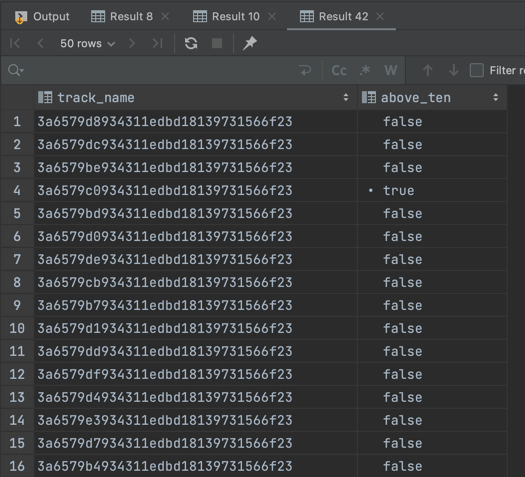 Output Result 8 × Result 10 × Result 42 ×
50 rows
Cc .* W Filter r
track_name above_ten
1 3a6579d8934311edbd18139731566f23 false
2 3a6579dc934311edbd18139731566f23 false
3 3a6579be934311edbd18139731566f23 false
4 3a6579c0934311edbd18139731566f23 • true
5 3a6579bd934311edbd18139731566f23 false
6 3a6579d0934311edbd18139731566f23 false
7 3a6579de934311edbd18139731566f23 false
8 3a6579cb934311edbd18139731566f23 false
9 3a6579b7934311edbd18139731566f23 false
10 3a6579d1934311edbd18139731566f23 false
11 3a6579dd934311edbd18139731566f23 false
12 3a6579df934311edbd18139731566f23 false
13 3a6579d4934311edbd18139731566f23 false
14 3a6579e3934311edbd18139731566f23 false
15 3a6579d7934311edbd18139731566f23 false
16 3a6579b4934311edbd18139731566f23 false